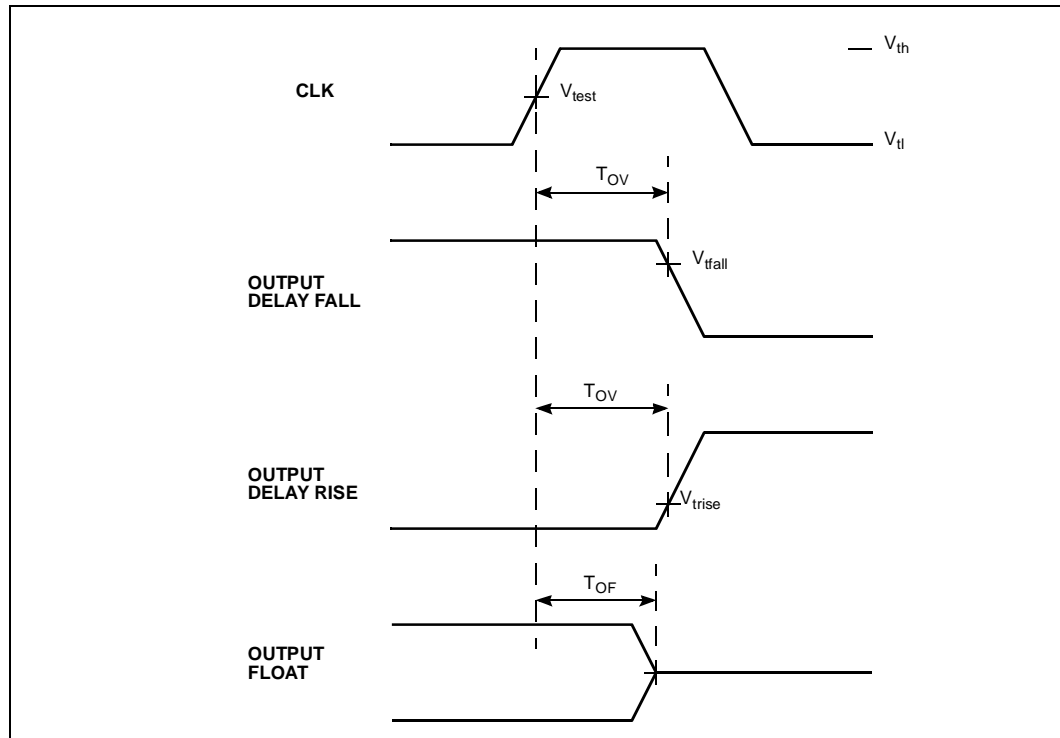 V_th
CLK
V_test
V_tl
T_OV
V_tfall
OUTPUT
DELAY FALL
T_OV
OUTPUT
DELAY RISE
V_trise
T_OF
OUTPUT
FLOAT